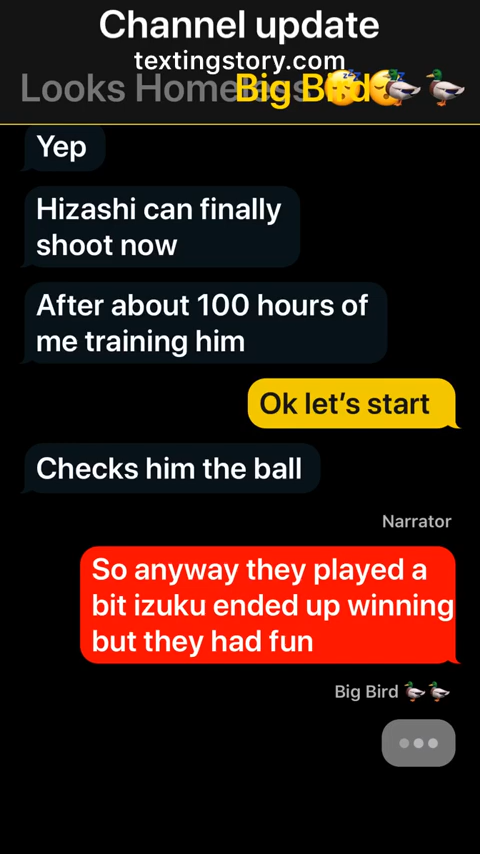 Channel update
textingstory.com
Looks Homeless Big Bird
Yep
Hizashi can finally
shoot now
After about 100 hours of
me training him
Ok let’s start
Checks him the ball
Narrator
So anyway they played a
bit izuku ended up winning
but they had fun
Big Bird 🦆🦆